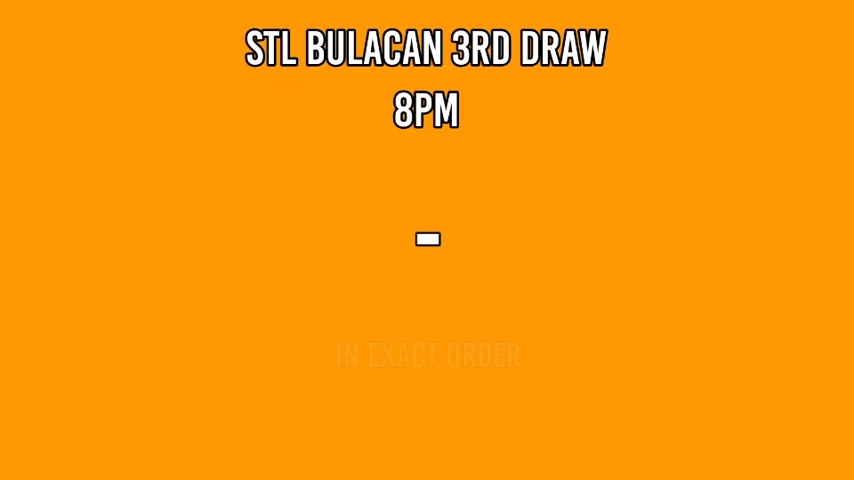 STL BULACAN 3RD DRAW
8PM
-
IN EXACT ORDER